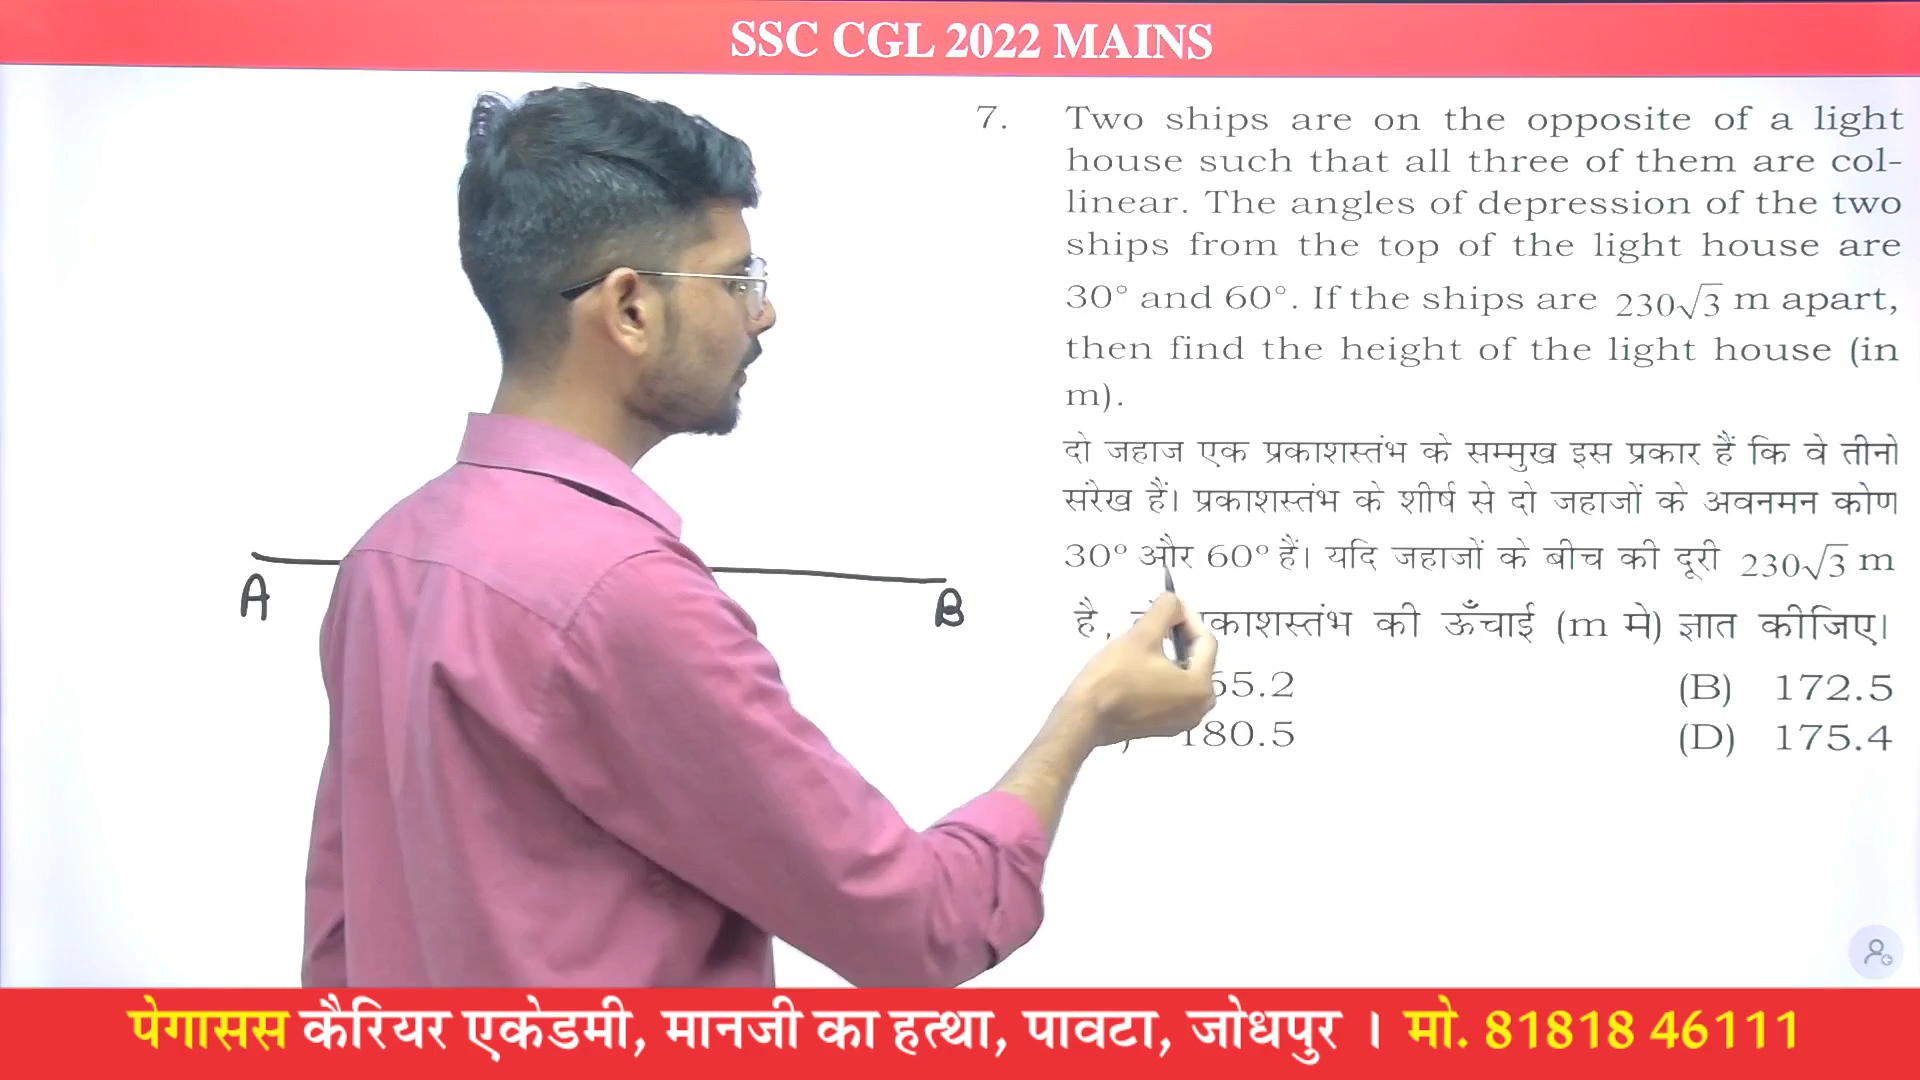 SSC CGL 2022 MAINS
7. Two ships are on the opposite of a light
house such that all three of them are col-
linear. The angles of depression of the two
ships from the top of the light house are
30° and 60°. If the ships are 230√3 m apart,
then find the height of the light house (in
m).
दो जहाज एक प्रकाशस्तंभ के सम्मुख इस प्रकार हैं कि वे तीनो
सरेख हैं। प्रकाशस्तंभ के शीर्ष से दो जहाजों के अवनमन कोण
30° और 60° हैं। यदि जहाजों के बीच की दूरी 230√3 m
है, काशस्तंभ की ऊँचाई (m मे) ज्ञात कीजिए।
65.2 (B) 172.5
180.5 (D) 175.4
A B
पेगासस कैरियर एकेडमी, मानजी का हत्था, पावटा, जोधपुर । मो. 81818 46111